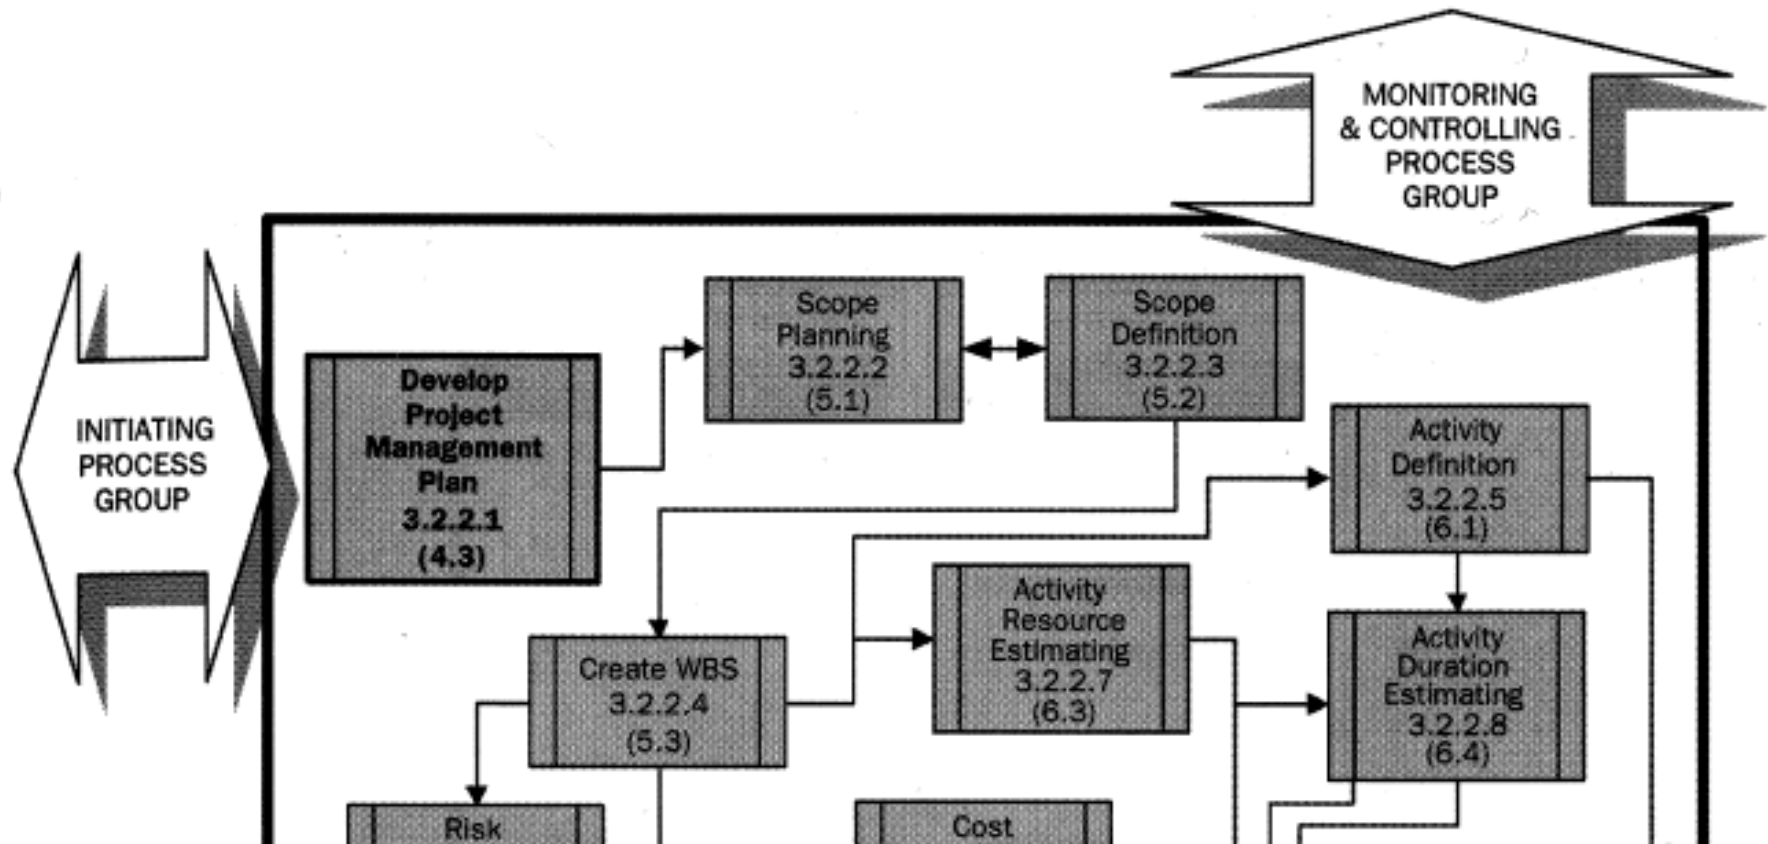 MONITORING
& CONTROLLING
PROCESS
GROUP
INITIATING
PROCESS
GROUP
Develop
Project
Management
Plan
3.2.2.1
(4.3)
Scope
Planning
3.2.2.2
(5.1)
Scope
Definition
3.2.2.3
(5.2)
Activity
Definition
3.2.2.5
(6.1)
Create WBS
3.2.2.4
(5.3)
Activity
Resource
Estimating
3.2.2.7
(6.3)
Activity
Duration
Estimating
3.2.2.8
(6.4)
Risk
Cost